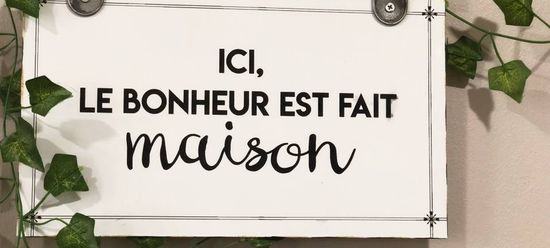 ICI,
LE BONHEUR EST FAIT
maison